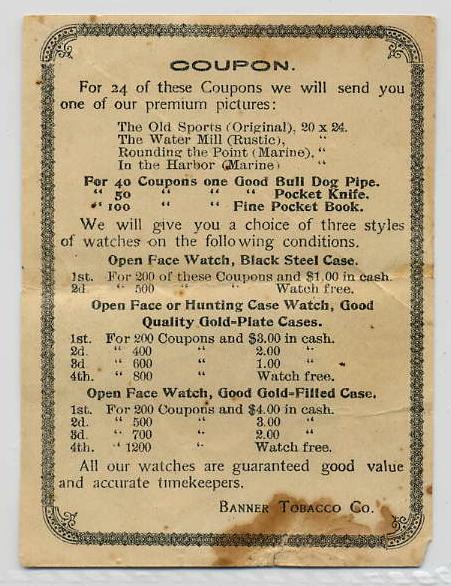 COUPON.
For 24 of these Coupons we will send you
one of our premium pictures:
The Old Sports (Original), 20 x 24.
The Water Mill (Rustic), "
Rounding the Point (Marine), "
In the Harbor (Marine) "
For 40 Coupons one Good Bull Dog Pipe.
" 50 " " Pocket Knife.
" 100 " " Fine Pocket Book.
We will give you a choice of three styles
of watches on the following conditions.
Open Face Watch, Black Steel Case.
1st. For 200 of these Coupons and $1.00 in cash.
2d. " 500 " " Watch free.
Open Face or Hunting Case Watch, Good
Quality Gold-Plate Cases.
1st. For 200 Coupons and $3.00 in cash.
2d. " 400 " 2.00 "
3d " 600 " 1.00 "
4th. " 800 " Watch free.
Open Face Watch, Good Gold-Filled Case.
1st. For 200 Coupons and $4.00 in cash.
2d. " 500 " 3.00 "
3d. " 700 " 2.00 "
4th. " 1200 " Watch free.
All our watches are guaranteed good value
and accurate timekeepers.
BANNER TOBACCO CO.